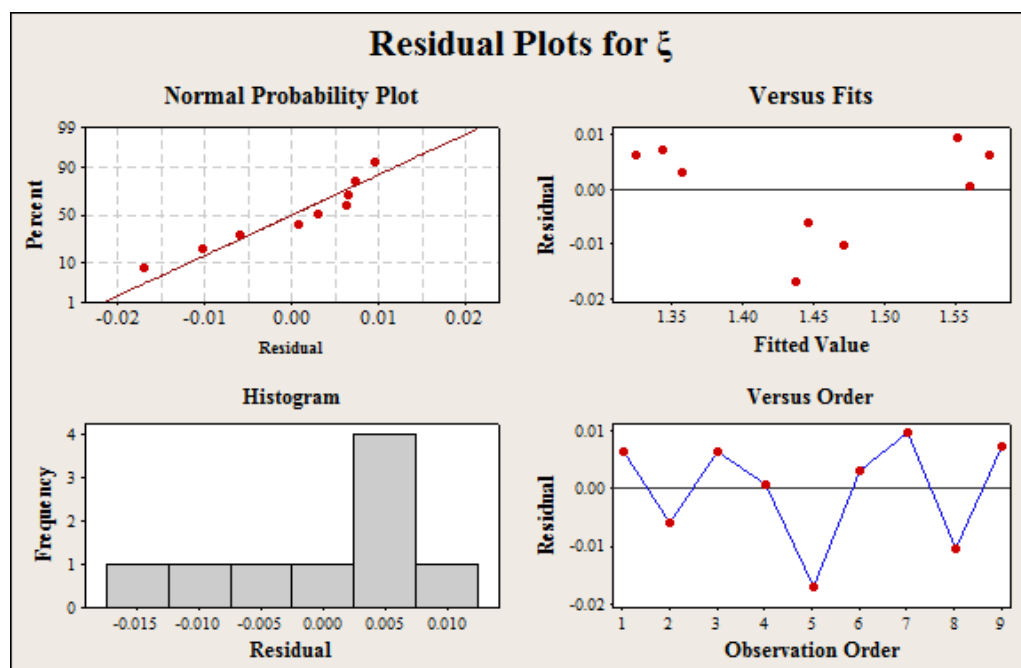 Residual Plots for ξ
Normal Probability Plot
99
90
50
10
1
Percent
-0.02 -0.01 0.00 0.01 0.02
Residual
Versus Fits
0.01
0.00
-0.01
-0.02
Residual
1.35 1.40 1.45 1.50 1.55
Fitted Value
Histogram
4
3
2
1
0
Frequency
-0.015 -0.010 -0.005 0.000 0.005 0.010
Residual
Versus Order
0.01
0.00
-0.01
-0.02
Residual
1 2 3 4 5 6 7 8 9
Observation Order